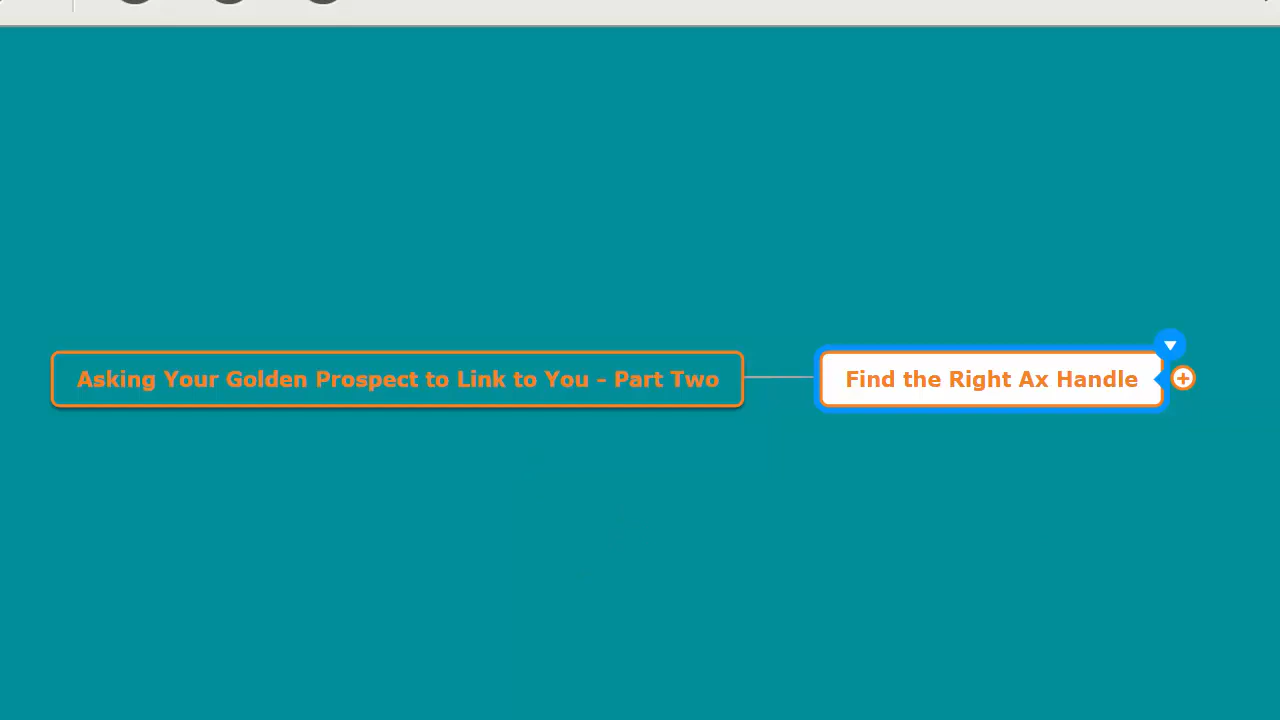 Asking Your Golden Prospect to Link to You - Part Two
Find the Right Ax Handle